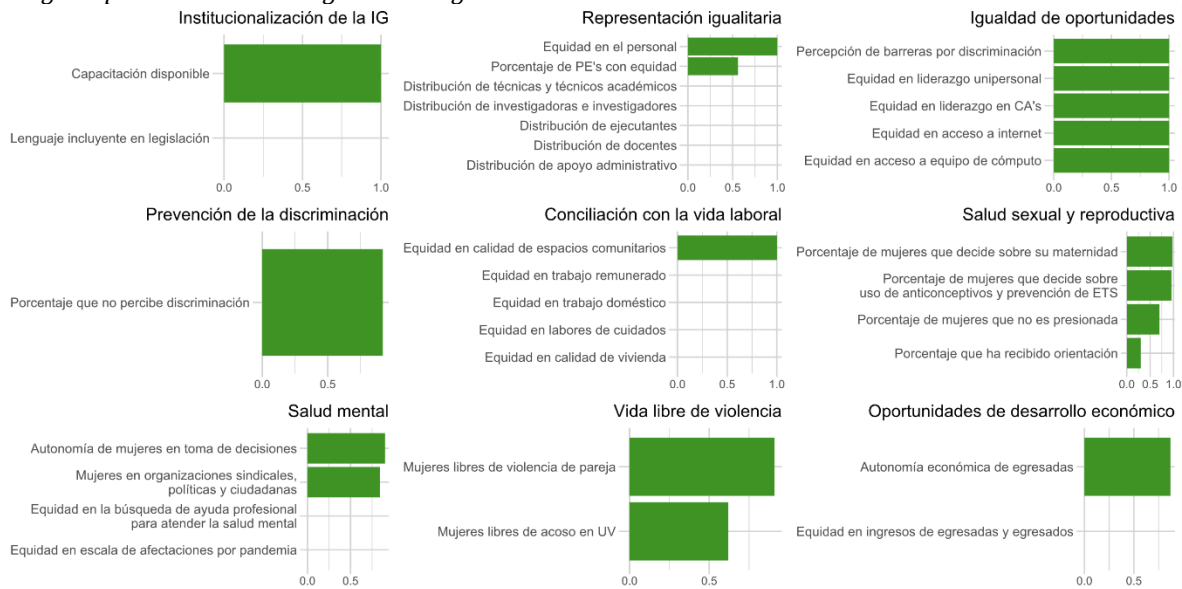 Institucionalización de la IG
Capacitación disponible
Lenguaje incluyente en legislación
0.0 0.5 1.0
Representación igualitaria
Equidad en el personal
Porcentaje de PE's con equidad
Distribución de técnicas y técnicos académicos
Distribución de investigadoras e investigadores
Distribución de ejecutantes
Distribución de docentes
Distribución de apoyo administrativo
0.0 0.5 1.0
Igualdad de oportunidades
Percepción de barreras por discriminación
Equidad en liderazgo unipersonal
Equidad en liderazgo en CA's
Equidad en acceso a internet
Equidad en acceso a equipo de cómputo
0.0 0.5 1.0
Prevención de la discriminación
Porcentaje que no percibe discriminación
0.0 0.5
Conciliación con la vida laboral
Equidad en calidad de espacios comunitarios
Equidad en trabajo remunerado
Equidad en trabajo doméstico
Equidad en labores de cuidados
Equidad en calidad de vivienda
0.0 0.5 1.0
Salud sexual y reproductiva
Porcentaje de mujeres que decide sobre su maternidad
Porcentaje de mujeres que decide sobre
uso de anticonceptivos y prevención de ETS
Porcentaje de mujeres que no es presionada
Porcentaje que ha recibido orientación
0.0 0.5 1.0
Salud mental
Autonomía de mujeres en toma de decisiones
Mujeres en organizaciones sindicales,
políticas y ciudadanas
Equidad en la búsqueda de ayuda profesional
para atender la salud mental
Equidad en escala de afectaciones por pandemia
0.0 0.5
Vida libre de violencia
Mujeres libres de violencia de pareja
Mujeres libres de acoso en UV
0.0 0.5
Oportunidades de desarrollo económico
Autonomía económica de egresadas
Equidad en ingresos de egresadas y egresados
0.0 0.5